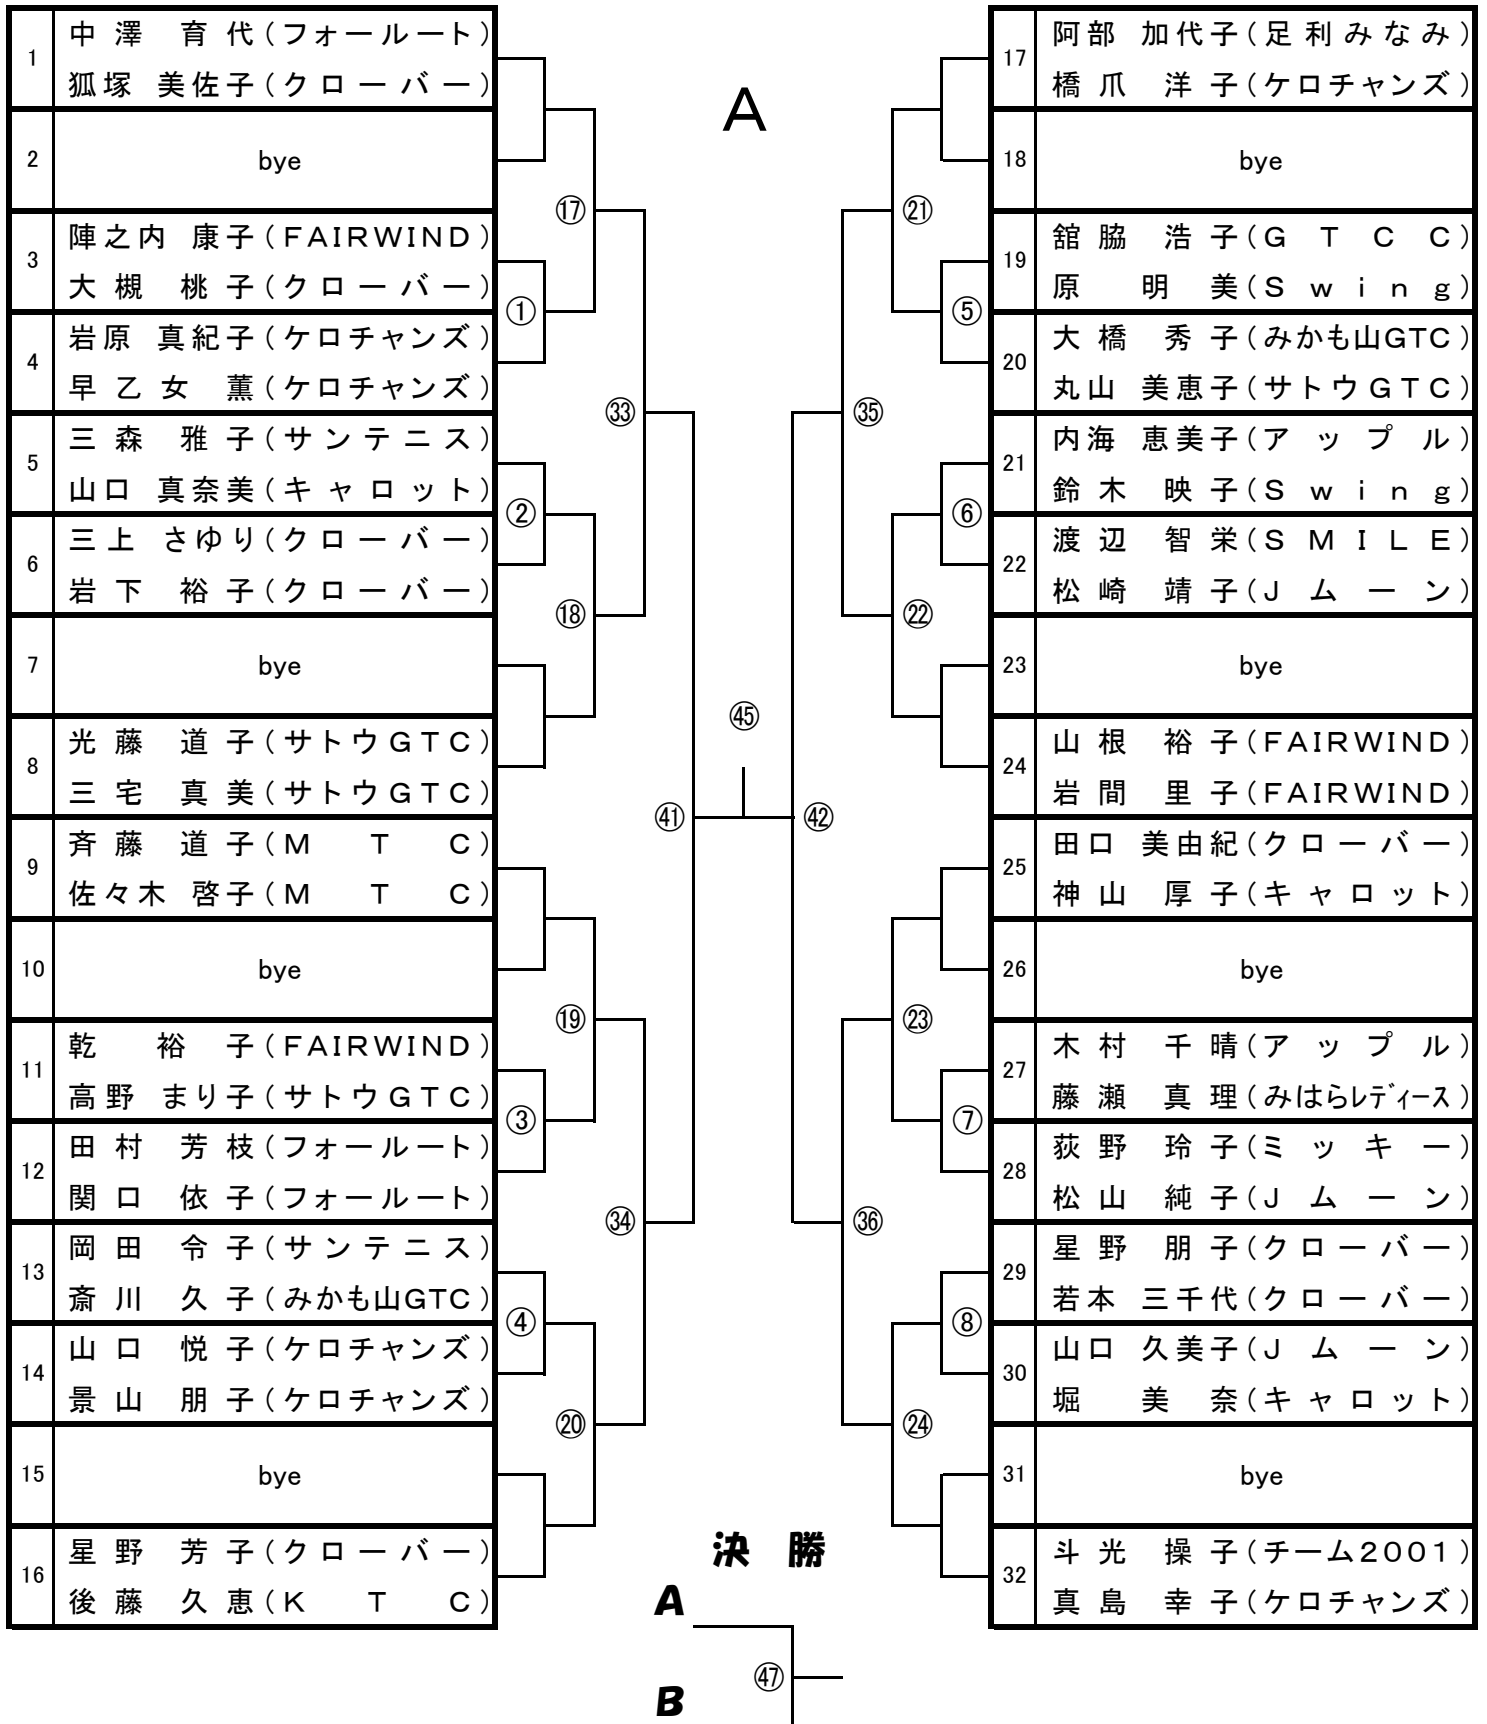 A
1
中澤 育代(フォールート)
狐塚 美佐子(クローバー)
2
bye
3
陣之内 康子(FAIRWIND)
大槻 桃子(クローバー)
4
岩原 真紀子(ケロチャンズ)
早乙女 薫(ケロチャンズ)
5
三森 雅子(サンテニス)
山口 真奈美(キャロット)
6
三上 さゆり(クローバー)
岩下 裕子(クローバー)
7
bye
8
光藤 道子(サトウGTC)
三宅 真美(サトウGTC)
9
斉藤 道子(MTC)
佐々木 啓子(MTC)
10
bye
11
乾 裕子(FAIRWIND)
高野 まり子(サトウGTC)
12
田村 芳枝(フォールート)
関口 依子(フォールート)
13
岡田 令子(サンテニス)
斎川 久子(みかも山GTC)
14
山口 悦子(ケロチャンズ)
景山 朋子(ケロチャンズ)
15
bye
16
星野 芳子(クローバー)
後藤 久恵(KTC)
①
②
③
④
⑰
⑱
⑲
⑳
㉝
㉞
㊶
㊺
㊷
㉟
㊱
㉑
㉒
㉓
㉔
⑤
⑥
⑦
⑧
17
阿部 加代子(足利みなみ)
橋爪 洋子(ケロチャンズ)
18
bye
19
舘脇 浩子(GTCC)
原 明美(Swing)
20
大橋 秀子(みかも山GTC)
丸山 美恵子(サトウGTC)
21
内海 恵美子(アップル)
鈴木 映子(Swing)
22
渡辺 智栄(SMILE)
松崎 靖子(Jムーン)
23
bye
24
山根 裕子(FAIRWIND)
岩間 里子(FAIRWIND)
25
田口 美由紀(クローバー)
神山 厚子(キャロット)
26
bye
27
木村 千晴(アップル)
藤瀬 真理(みはらレディース)
28
荻野 玲子(ミッキー)
松山 純子(Jムーン)
29
星野 朋子(クローバー)
若本 三千代(クローバー)
30
山口 久美子(Jムーン)
堀 美奈(キャロット)
31
bye
32
斗光 操子(チーム2001)
真島 幸子(ケロチャンズ)
決 勝
A
㊼
B